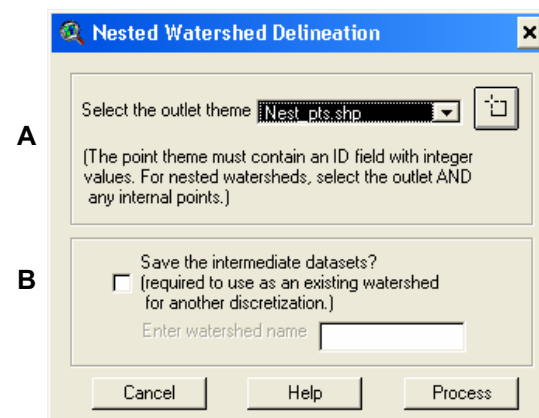 Nested Watershed Delineation
A
Select the outlet theme Nest_pts.shp
(The point theme must contain an ID field with integer
values. For nested watersheds, select the outlet AND
any internal points.)
B
Save the intermediate datasets?
(required to use as an existing watershed
for another discretization.)
Enter watershed name
Cancel Help Process